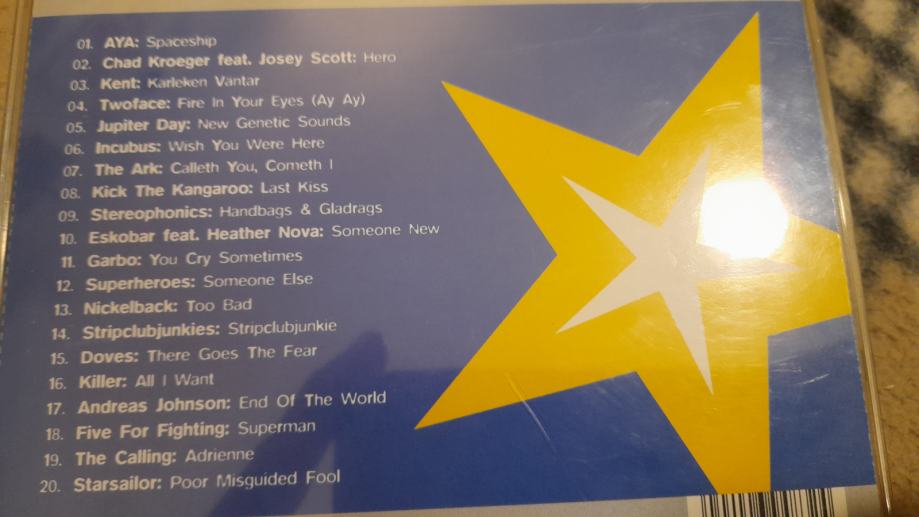 01. AYA: Spaceship
02. Chad Kroeger feat. Josey Scott: Hero
03. Kent: Karleken Vantar
04. Twoface: Fire In Your Eyes (Ay Ay)
05. Jupiter Day: New Genetic Sounds
06. Incubus: Wish You Were Here
07. The Ark: Calleth You, Cometh I
08. Kick The Kangaroo: Last Kiss
09. Stereophonics: Handbags & Gladrags
10. Eskobar feat. Heather Nova: Someone New
11. Garbo: You Cry Sometimes
12. Superheroes: Someone Else
13. Nickelback: Too Bad
14. Stripclubjunkies: Stripclubjunkie
15. Doves: There Goes The Fear
16. Killer: All I Want
17. Andreas Johnson: End Of The World
18. Five For Fighting: Superman
19. The Calling: Adrienne
20. Starsailor: Poor Misguided Fool